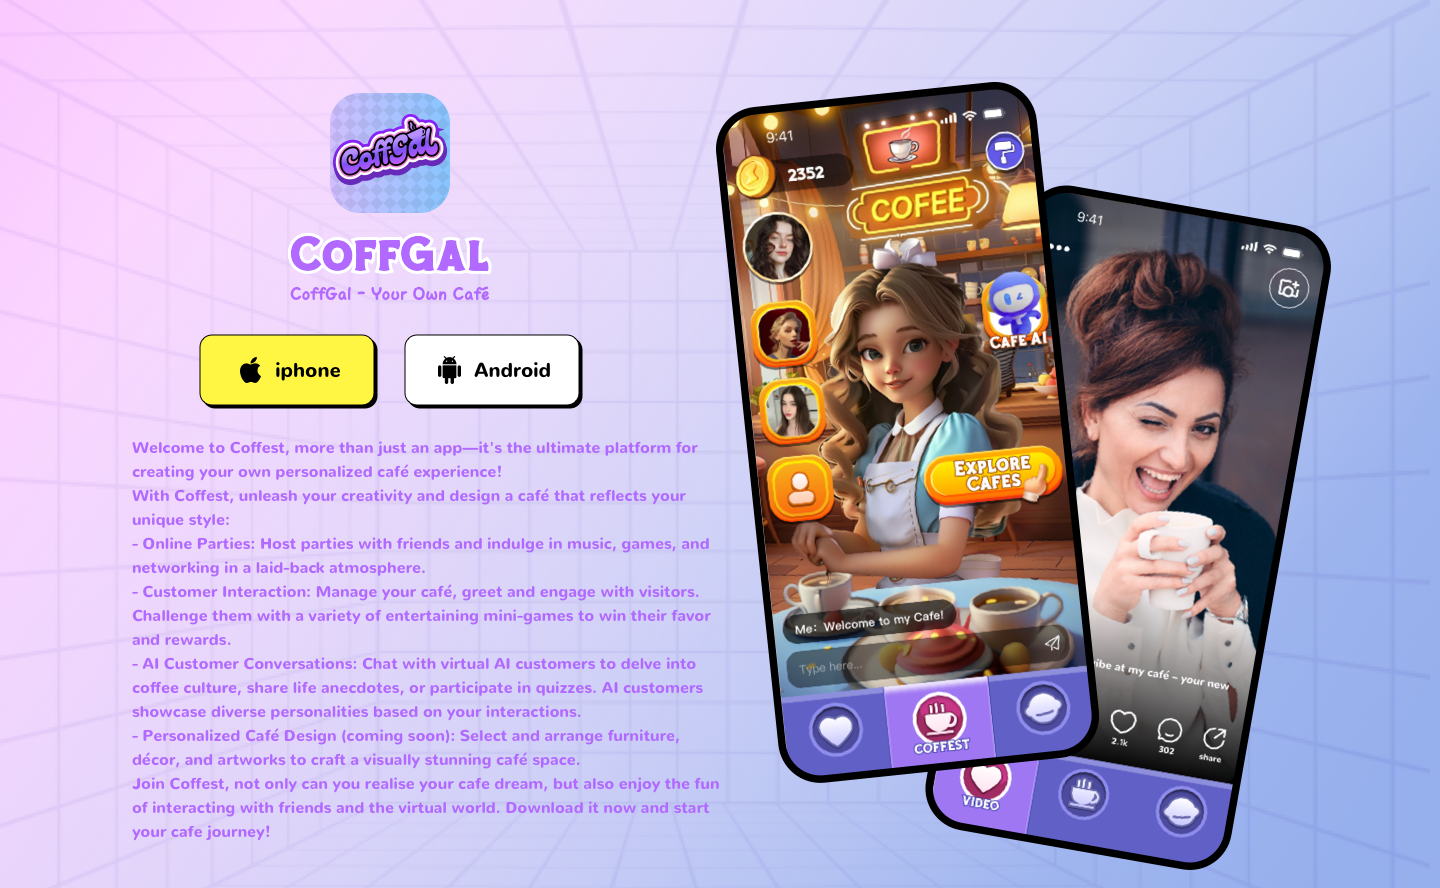 CoffGal
COFFGAL
CoffGal - Your Own Café
iphone
Android
Welcome to Coffest, more than just an app—it's the ultimate platform for
creating your own personalized café experience!
With Coffest, unleash your creativity and design a café that reflects your
unique style:
- Online Parties: Host parties with friends and indulge in music, games, and
networking in a laid-back atmosphere.
- Customer Interaction: Manage your café, greet and engage with visitors.
Challenge them with a variety of entertaining mini-games to win their favor
and rewards.
- AI Customer Conversations: Chat with virtual AI customers to delve into
coffee culture, share life anecdotes, or participate in quizzes. AI customers
showcase diverse personalities based on your interactions.
- Personalized Café Design (coming soon): Select and arrange furniture,
décor, and artworks to craft a visually stunning café space.
Join Coffest, not only can you realise your cafe dream, but also enjoy the fun
of interacting with friends and the virtual world. Download it now and start
your cafe journey!
9:41
2352
COFEE
CAFE AI
EXPLORE
CAFES
Me: Welcome to my Cafe!
Type here...
COFFEST
9:41
at my café – your new
2.1k
302
share
VIDEO